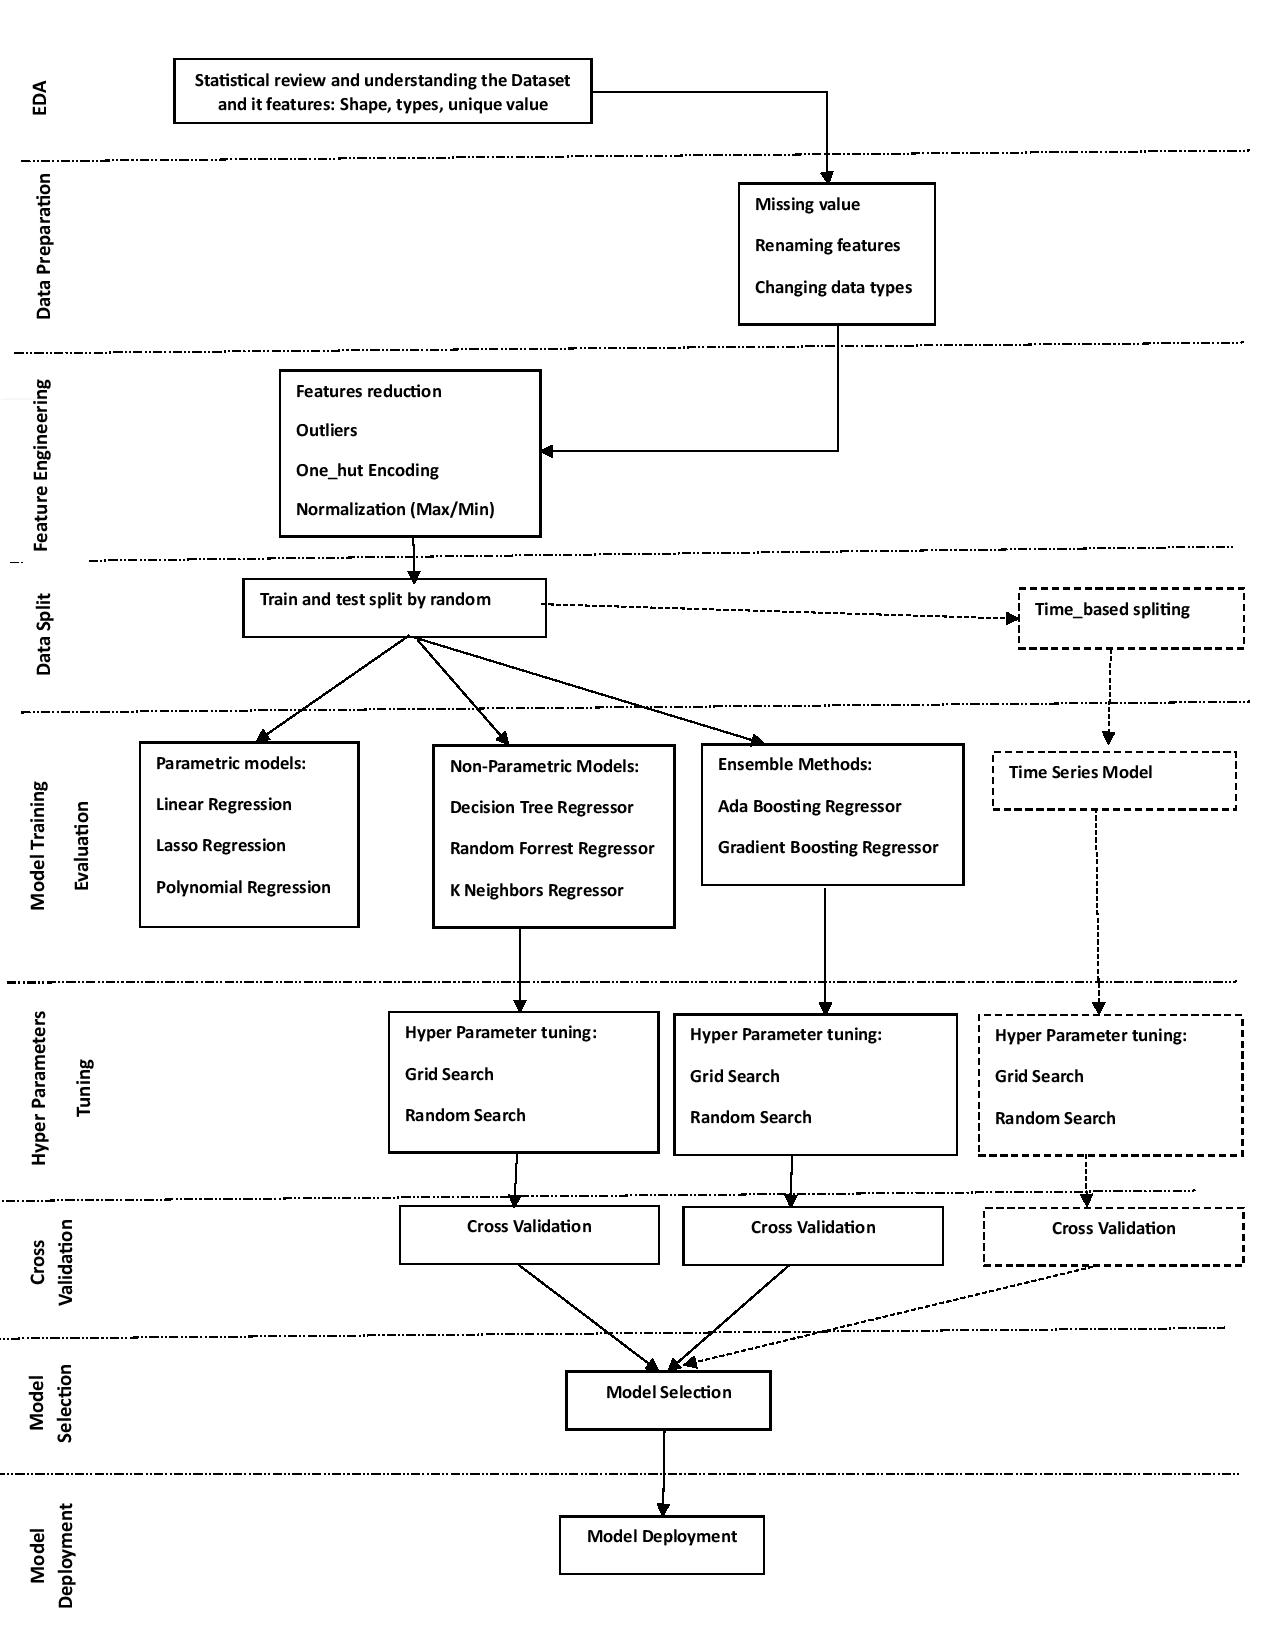 EDA
Statistical review and understanding the Dataset
and it features: Shape, types, unique value
Data Preparation
Missing value
Renaming features
Changing data types
Feature Engineering
Features reduction
Outliers
One_hut Encoding
Normalization (Max/Min)
Data Split
Train and test split by random
Time_based spliting
Model Training
Evaluation
Parametric models:
Linear Regression
Lasso Regression
Polynomial Regression
Non-Parametric Models:
Decision Tree Regressor
Random Forrest Regressor
K Neighbors Regressor
Ensemble Methods:
Ada Boosting Regressor
Gradient Boosting Regressor
Time Series Model
Hyper Parameters
Tuning
Hyper Parameter tuning:
Grid Search
Random Search
Hyper Parameter tuning:
Grid Search
Random Search
Hyper Parameter tuning:
Grid Search
Random Search
Cross
Validation
Cross Validation
Cross Validation
Cross Validation
Model
Selection
Model Selection
Model
Deployment
Model Deployment